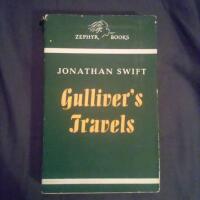 ZEPHYR BOOKS
JONATHAN SWIFT
Gulliver's
Travels